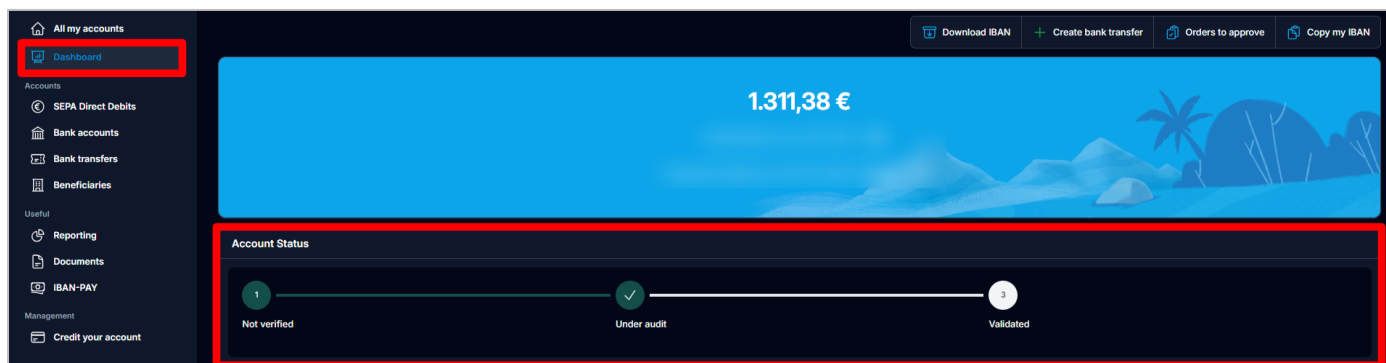 All my accounts
Dashboard
Accounts
SEPA Direct Debits
Bank accounts
Bank transfers
Beneficiaries
Useful
Reporting
Documents
IBAN-PAY
Management
Credit your account
Download IBAN
Create bank transfer
Orders to approve
Copy my IBAN
1.311,38 €
Account Status
1
3
Not verified
Under audit
Validated